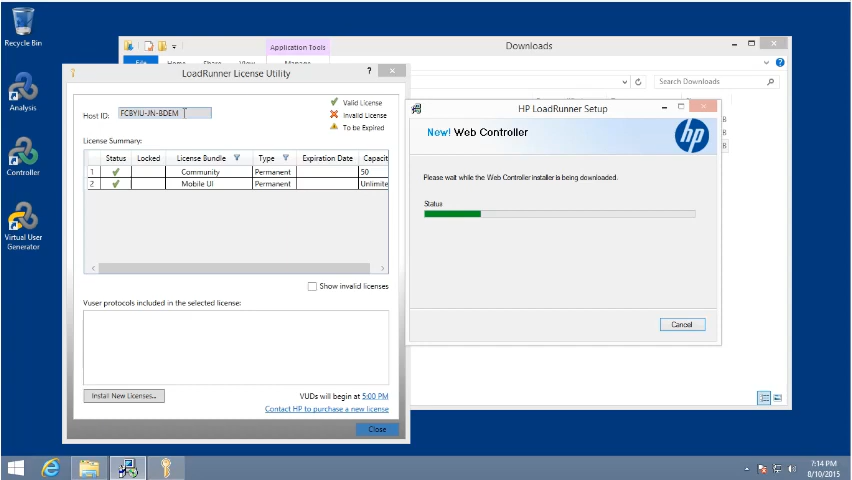 Recycle Bin
Analysis
Controller
Virtual User
Generator
Application Tools
Downloads
File
Home
Share
View
Manage
Search Downloads
LoadRunner License Utility
?
Host ID:
FCBYIU-JN-BDEM
Valid License
Invalid License
To be Expired
License Summary:
Status Locked License Bundle Type Expiration Date Capacit
1 Community Permanent 50
2 Mobile UI Permanent Unlimite
Show invalid licenses
Vuser protocols included in the selected license:
Install New Licenses...
VUDs will begin at 5:00 PM
Contact HP to purchase a new license
Close
HP LoadRunner Setup
New! Web Controller
hp
Please wait while the Web Controller installer is being downloaded.
Status
Cancel
B
B
B
7:14 PM
8/10/2015